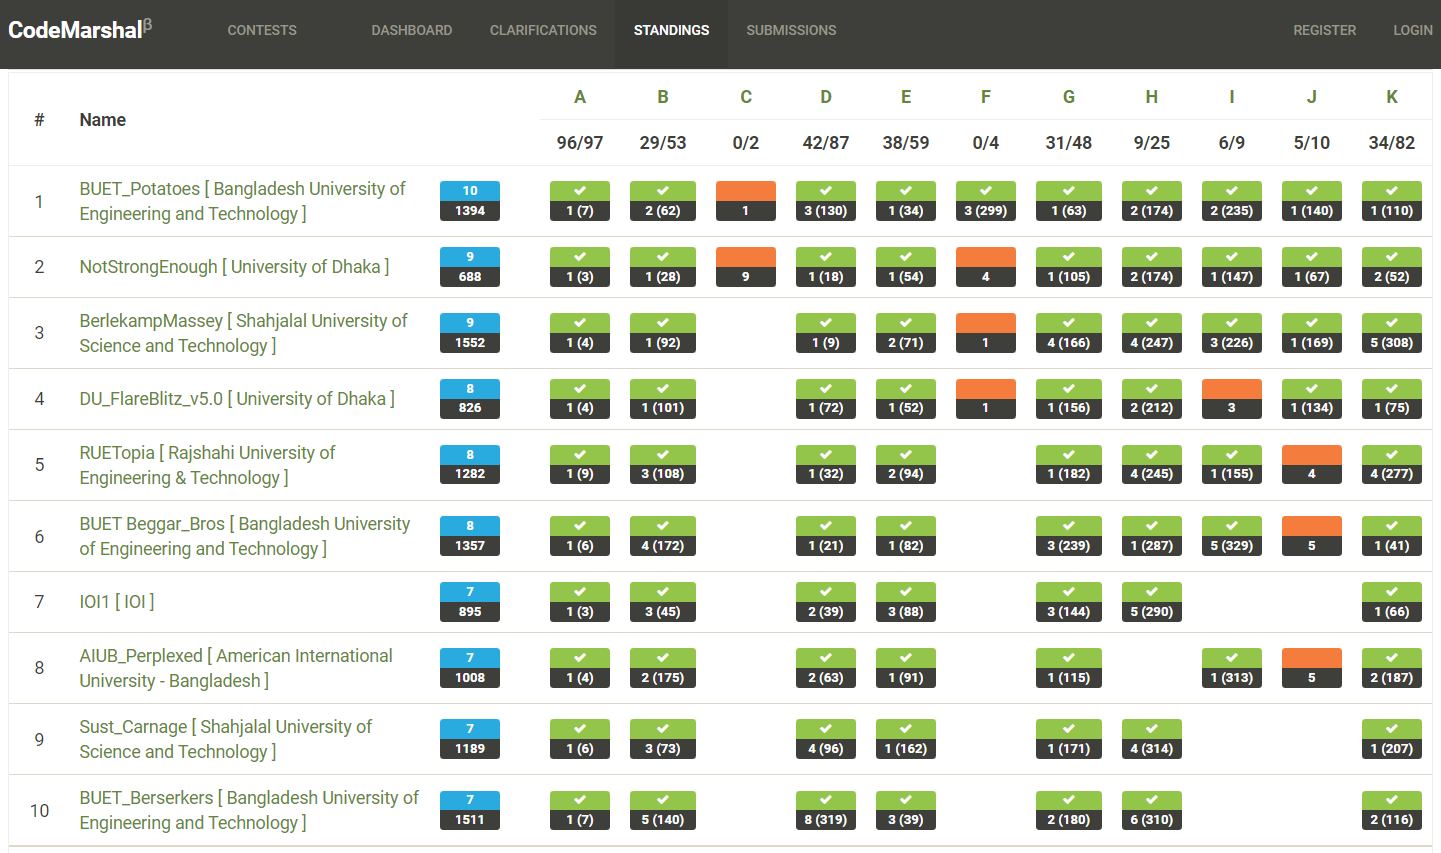 CodeMarshalβ CONTESTS DASHBOARD CLARIFICATIONS STANDINGS SUBMISSIONS REGISTER LOGIN
# Name A B C D E F G H I J K
96/97 29/53 0/2 42/87 38/59 0/4 31/48 9/25 6/9 5/10 34/82
1 BUET_Potatoes [ Bangladesh University of Engineering and Technology ] 10 1394 1 (7) 2 (62) 1 3 (130) 1 (34) 3 (299) 1 (63) 2 (174) 2 (235) 1 (140) 1 (110)
2 NotStrongEnough [ University of Dhaka ] 9 688 1 (3) 1 (28) 9 1 (18) 1 (54) 4 1 (105) 2 (174) 1 (147) 1 (67) 2 (52)
3 BerlekampMassey [ Shahjalal University of Science and Technology ] 9 1552 1 (4) 1 (92) 1 (9) 2 (71) 1 4 (166) 4 (247) 3 (226) 1 (169) 5 (308)
4 DU_FlareBlitz_v5.0 [ University of Dhaka ] 8 826 1 (4) 1 (101) 1 (72) 1 (52) 1 1 (156) 2 (212) 3 1 (134) 1 (75)
5 RUETopia [ Rajshahi University of Engineering & Technology ] 8 1282 1 (9) 3 (108) 1 (32) 2 (94) 1 (182) 4 (245) 1 (155) 4 4 (277)
6 BUET Beggar_Bros [ Bangladesh University of Engineering and Technology ] 8 1357 1 (6) 4 (172) 1 (21) 1 (82) 3 (239) 1 (287) 5 (329) 5 1 (41)
7 IOI1 [ IOI ] 7 895 1 (3) 3 (45) 2 (39) 3 (88) 3 (144) 5 (290) 1 (66)
8 AIUB_Perplexed [ American International University - Bangladesh ] 7 1008 1 (4) 2 (175) 2 (63) 1 (91) 1 (115) 1 (313) 5 2 (187)
9 Sust_Carnage [ Shahjalal University of Science and Technology ] 7 1189 1 (6) 3 (73) 4 (96) 1 (162) 1 (171) 4 (314) 1 (207)
10 BUET_Berserkers [ Bangladesh University of Engineering and Technology ] 7 1511 1 (7) 5 (140) 8 (319) 3 (39) 2 (180) 6 (310) 2 (116)